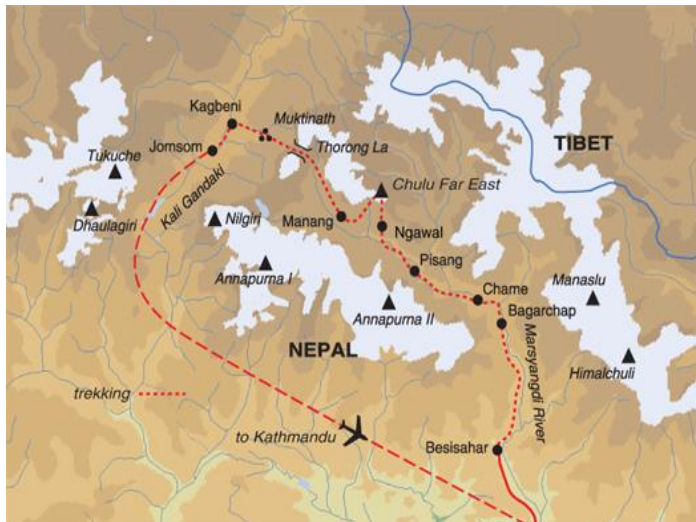 Kagbeni
Muktinath
Jomsom
Thorong La
TIBET
Tukuche
Kali Gandaki
Chulu Far East
Dhaulagiri
Nilgiri
Manang
Ngawal
Pisang
Annapurna I
Manaslu
Chame
Annapurna II
Bagarchap
NEPAL
Marsyangdi River
Himalchuli
trekking
to Kathmandu
Besisahar